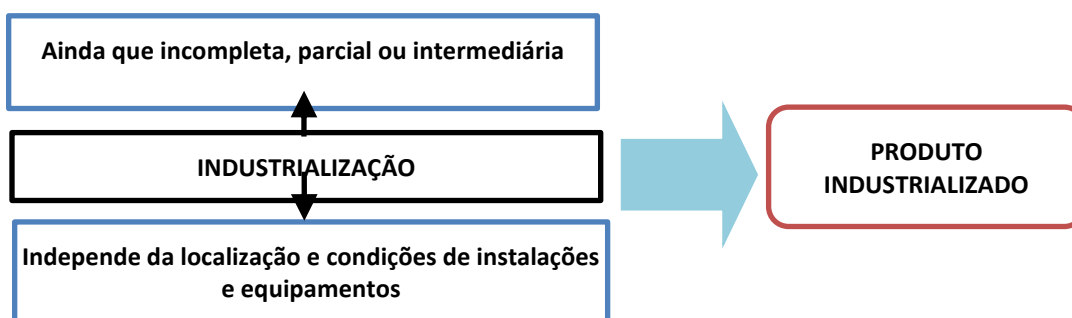 Ainda que incompleta, parcial ou intermediária
INDUSTRIALIZAÇÃO
Independe da localização e condições de instalações
e equipamentos
PRODUTO
INDUSTRIALIZADO